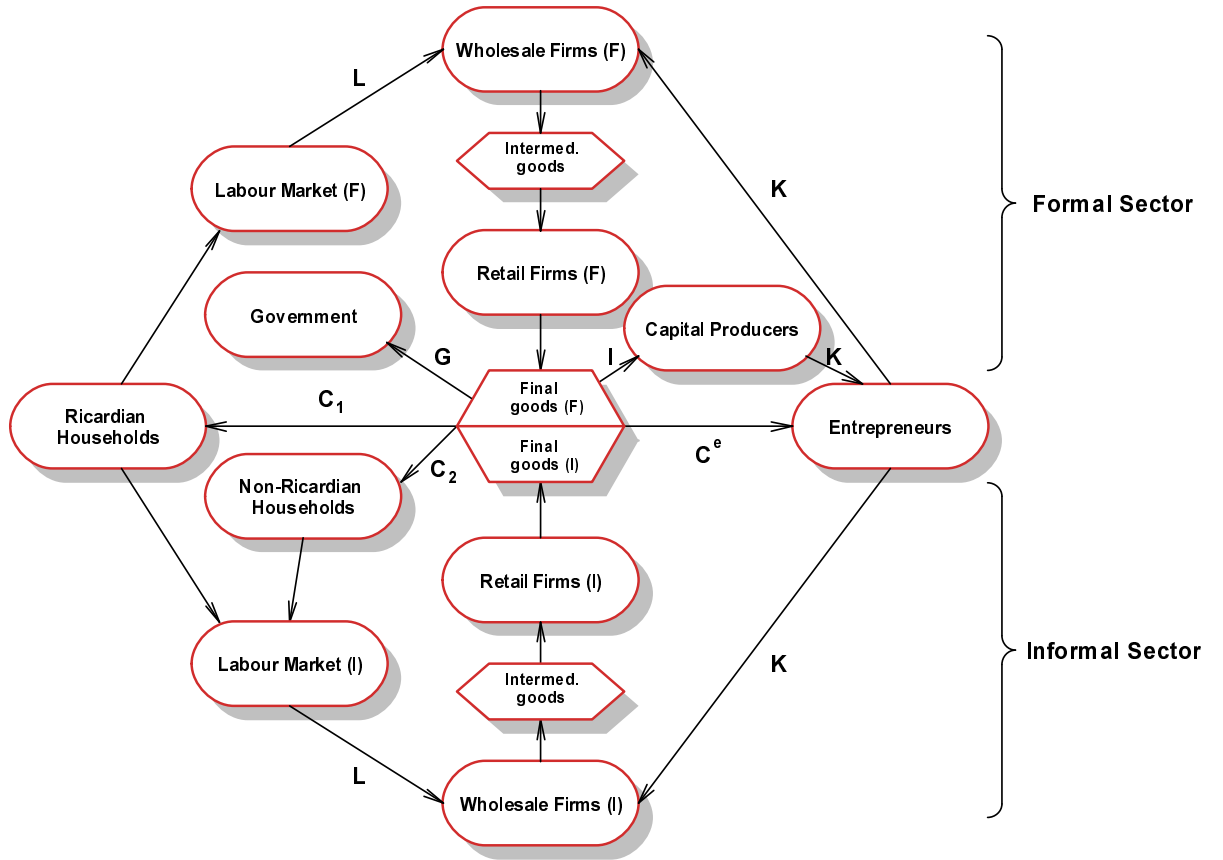 Wholesale Firms (F)
L
Intermed.
goods
Labour Market (F)
K
Formal Sector
Retail Firms (F)
Government
Capital Producers
G
I
K
Final
goods (F)
C1
Ricardian
Households
Entrepreneurs
Final
goods (I)
C2
Ce
Non-Ricardian
Households
Retail Firms (I)
Labour Market (I)
K
Informal Sector
Intermed.
goods
L
Wholesale Firms (I)